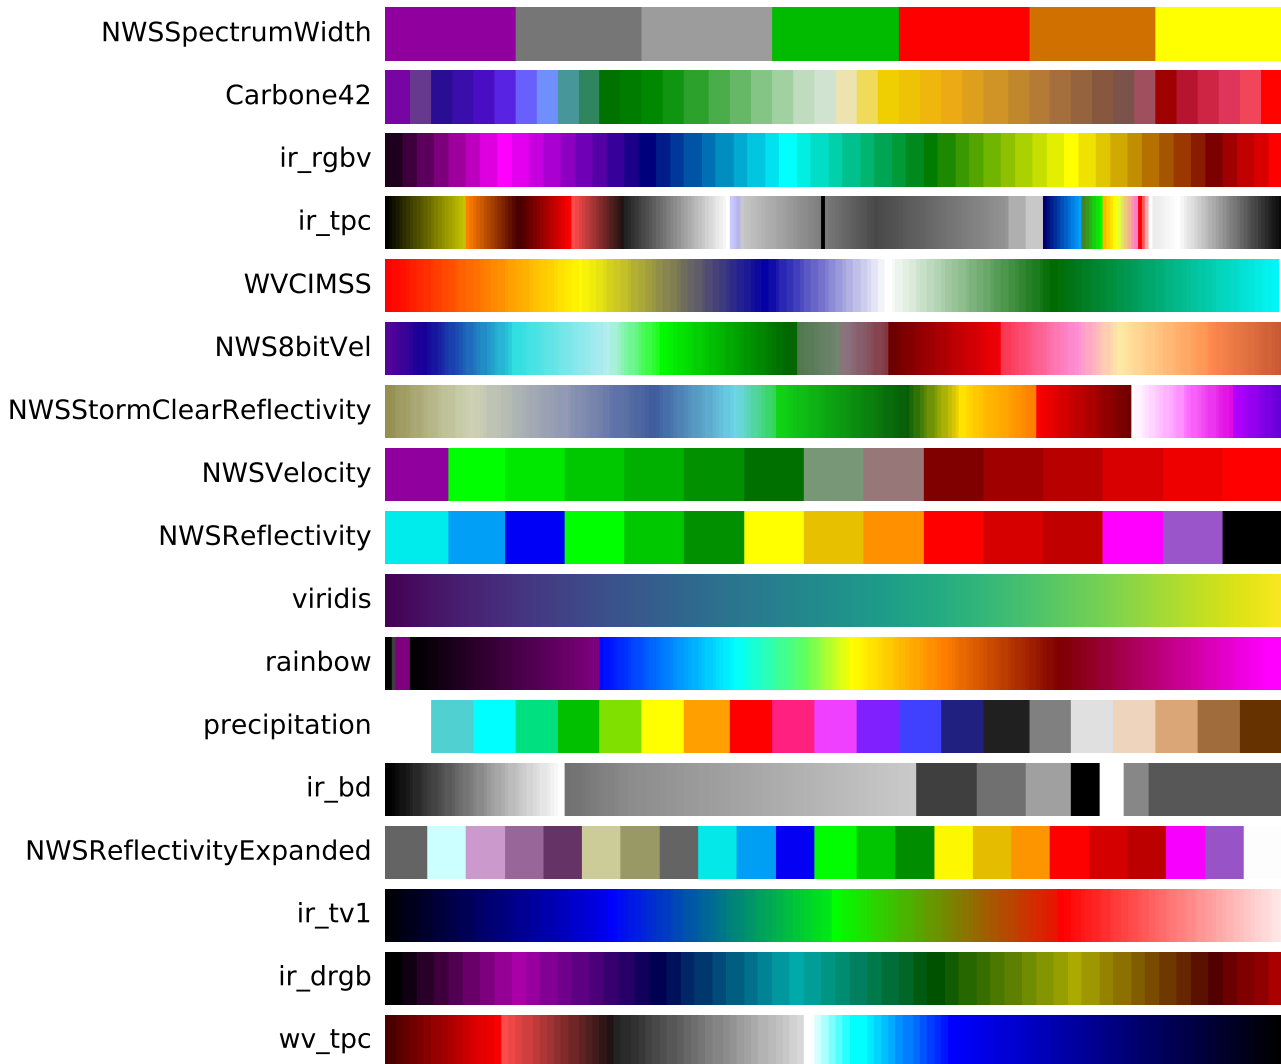 NWSSpectrumWidth
Carbone42
ir_rgbv
ir_tpc
WVCIMSS
NWS8bitVel
NWSStormClearReflectivity
NWSVelocity
NWSReflectivity
viridis
rainbow
precipitation
ir_bd
NWSReflectivityExpanded
ir_tv1
ir_drgb
wv_tpc